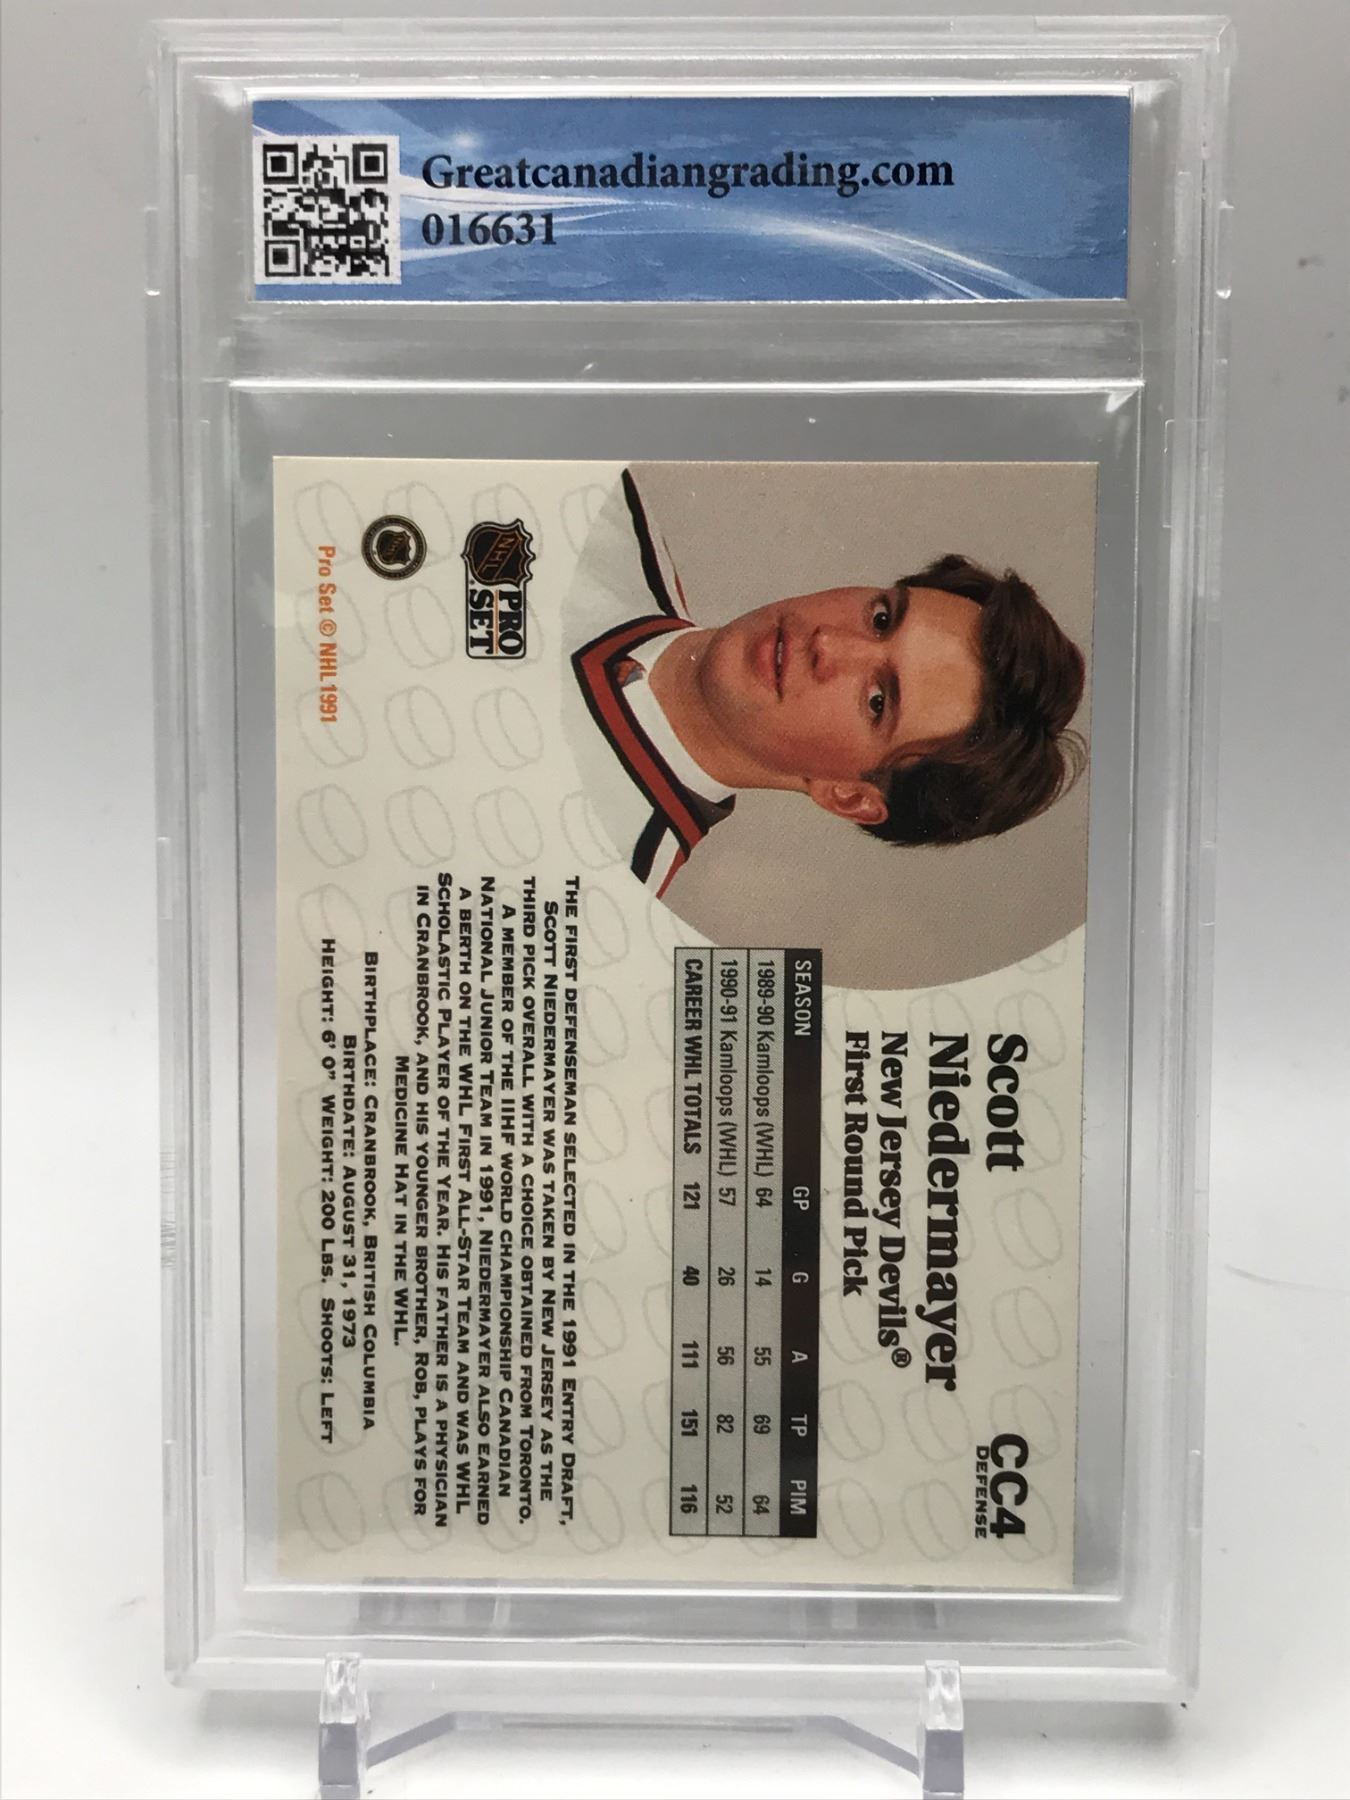 Greatcanadiangrading.com
016631
Scott
Niedermayer
New Jersey Devils®
First Round Pick
CC4
DEFENSE
SEASON GP G A TP PIM
1989-90 Kamloops (WHL) 64 14 55 69 64
1990-91 Kamloops (WHL) 57 26 56 82 52
CAREER WHL TOTALS 121 40 111 151 116
THE FIRST DEFENSEMAN SELECTED IN THE 1991 ENTRY DRAFT,
SCOTT NIEDERMAYER WAS TAKEN BY NEW JERSEY AS THE
THIRD PICK OVERALL WITH A CHOICE OBTAINED FROM TORONTO.
A MEMBER OF THE IIHF WORLD CHAMPIONSHIP CANADIAN
NATIONAL JUNIOR TEAM IN 1991, NIEDERMAYER ALSO EARNED
A BERTH ON THE WHL FIRST ALL-STAR TEAM AND WAS WHL
SCHOLASTIC PLAYER OF THE YEAR. HIS FATHER IS A PHYSICIAN
IN CRANBROOK, AND HIS YOUNGER BROTHER, ROB, PLAYS FOR
MEDICINE HAT IN THE WHL.
BIRTHPLACE: CRANBROOK, BRITISH COLUMBIA
BIRTHDATE: AUGUST 31, 1973
HEIGHT: 6' 0" WEIGHT: 200 LBS. SHOOTS: LEFT
NHL
PRO
SET
Pro Set © NHL 1991